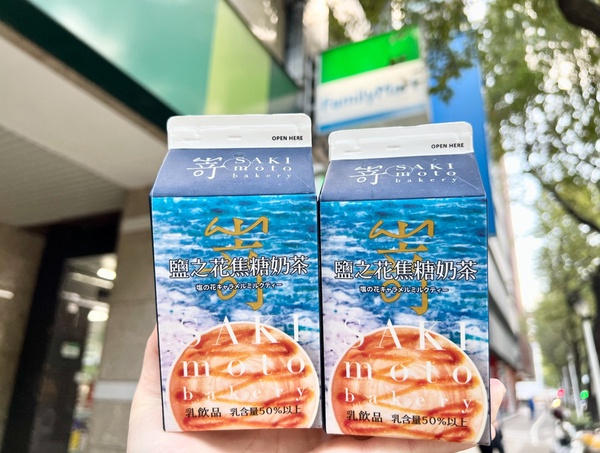 FamilyMart
OPEN HERE
嵜 SAKI
moto
bakery
嵜
鹽之花焦糖奶茶
塩の花キャラメルミルクティー
SAKI
moto
bakery
乳飲品 乳含量50%以上
OPEN HERE
嵜 SAKI
moto
bakery
嵜
鹽之花焦糖奶茶
塩の花キャラメルミルクティー
SAKI
moto
bakery
乳飲品 乳含量50%以上